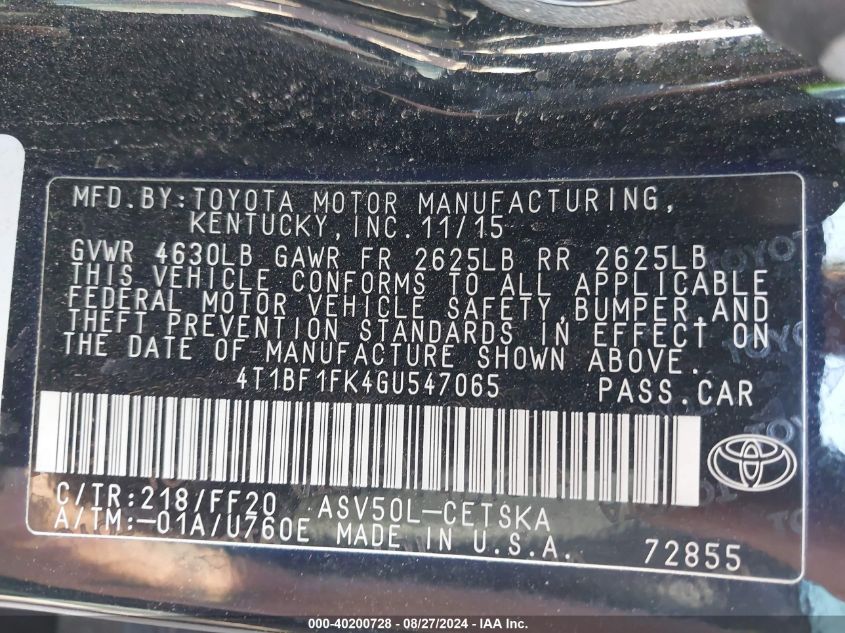 MFD.BY:TOYOTA MOTOR MANUFACTURING,
KENTUCKY,INC.11/15
GVWR 4630LB GAWR FR 2625LB RR 2625LB
THIS VEHICLE CONFORMS TO ALL APPLICABLE
FEDERAL MOTOR VEHICLE SAFETY,BUMPER,AND
THEFT PREVENTION STANDARDS IN EFFECT ON
THE DATE OF MANUFACTURE SHOWN ABOVE.
4T1BF1FK4GU547065 PASS.CAR
C/TR:218/FF20 ASV50L-CETSKA
A/TM:-01A/U760E MADE IN U.S.A. 72855
000-40200728 - 08/27/2024 - IAA Inc.